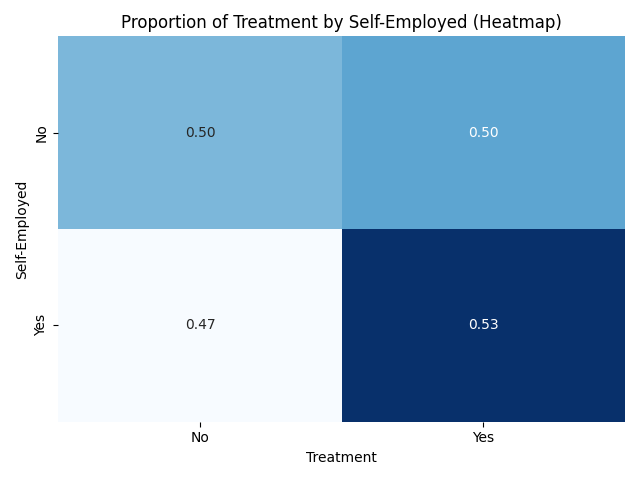 Proportion of Treatment by Self-Employed (Heatmap)
Self-Employed
No
0.50 0.50
Yes
0.47 0.53
No Yes
Treatment